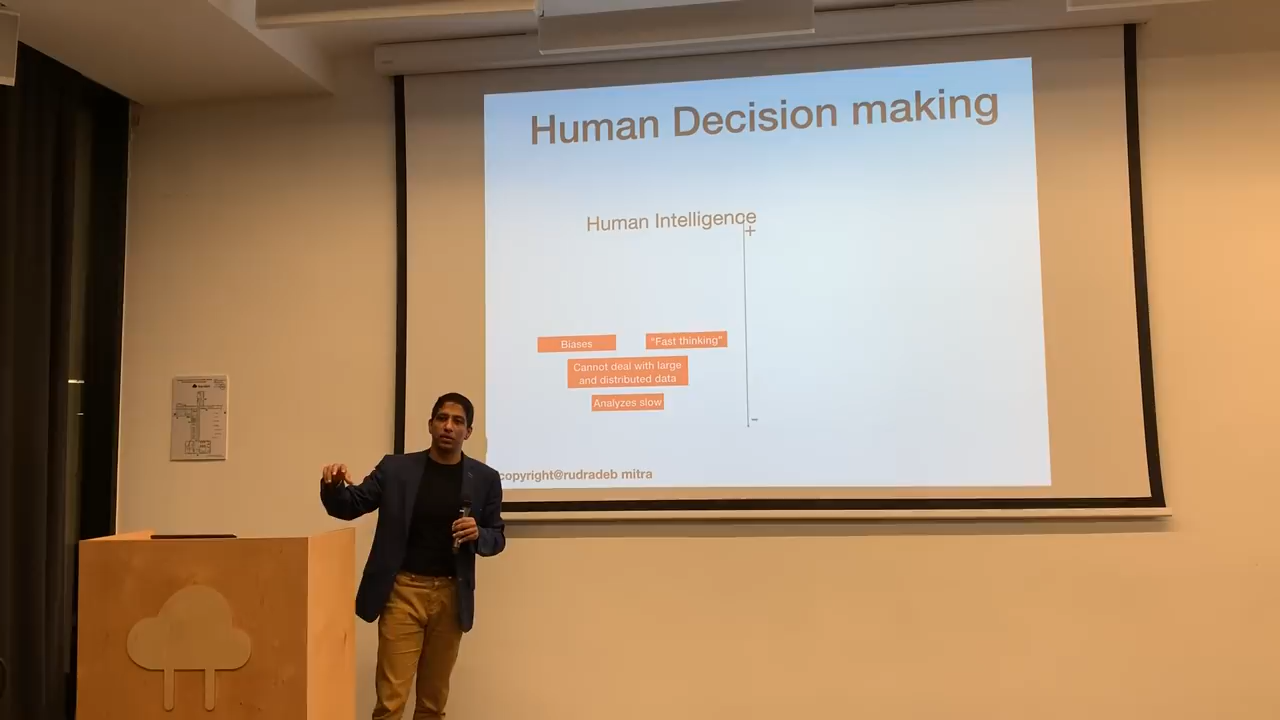 Human Decision making
Human Intelligence
+
Biases
"Fast thinking"
Cannot deal with large
and distributed data
Analyzes slow
-
copyright@rudradeb mitra